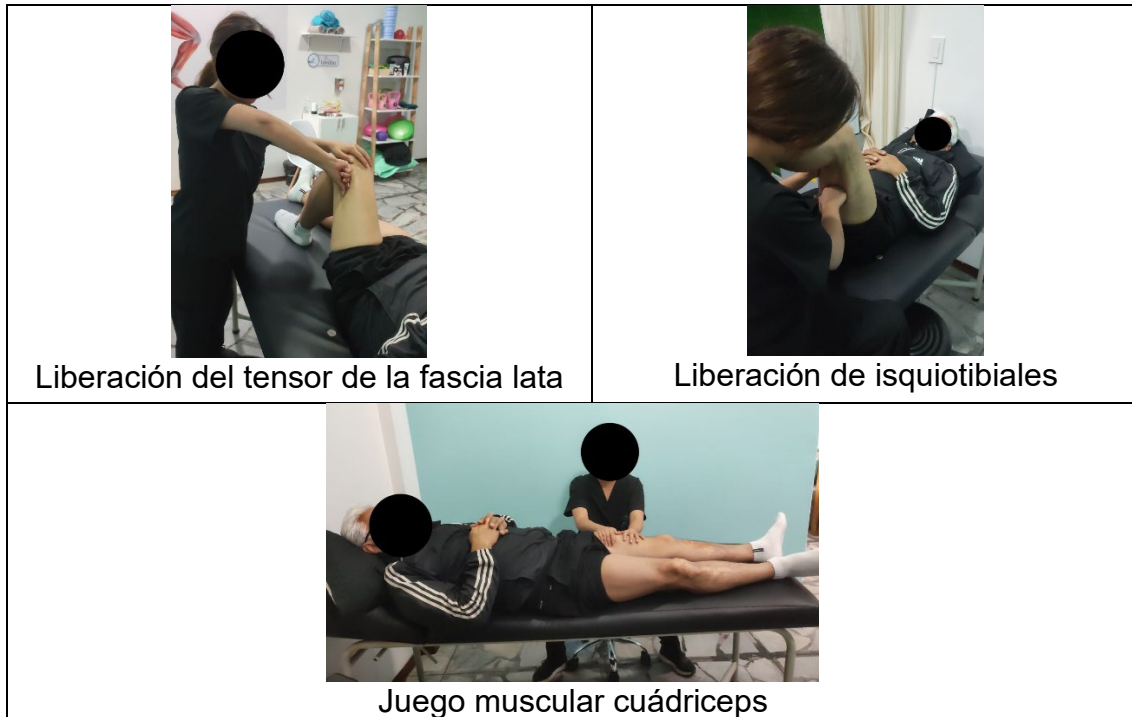 Liberación del tensor de la fascia lata
Liberación de isquiotibiales
Juego muscular cuádriceps